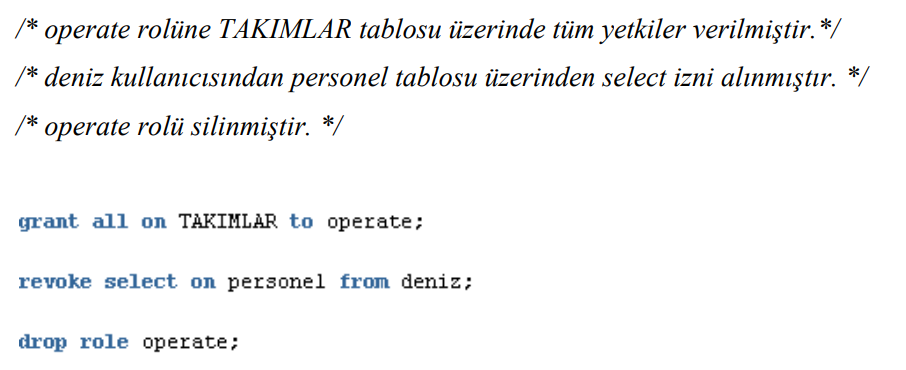 /* operate rolüne TAKIMLAR tablosu üzerinde tüm yetkiler verilmiştir.*/
/* deniz kullanıcısından personel tablosu üzerinden select izni alınmıştır. */
/* operate rolü silinmiştir. */
grant all on TAKIMLAR to operate;
revoke select on personel from deniz;
drop role operate;